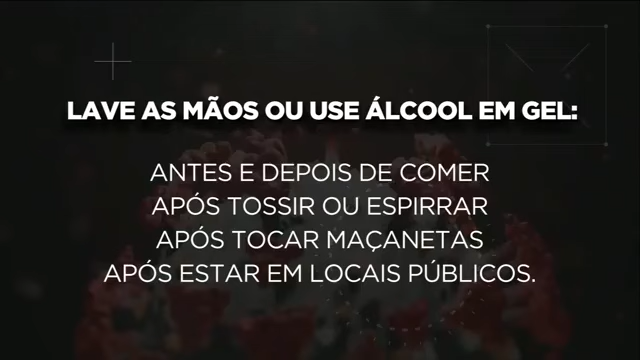 LAVE AS MÃOS OU USE ÁLCOOL EM GEL:
ANTES E DEPOIS DE COMER
APÓS TOSSIR OU ESPIRRAR
APÓS TOCAR MAÇANETAS
APÓS ESTAR EM LOCAIS PÚBLICOS.